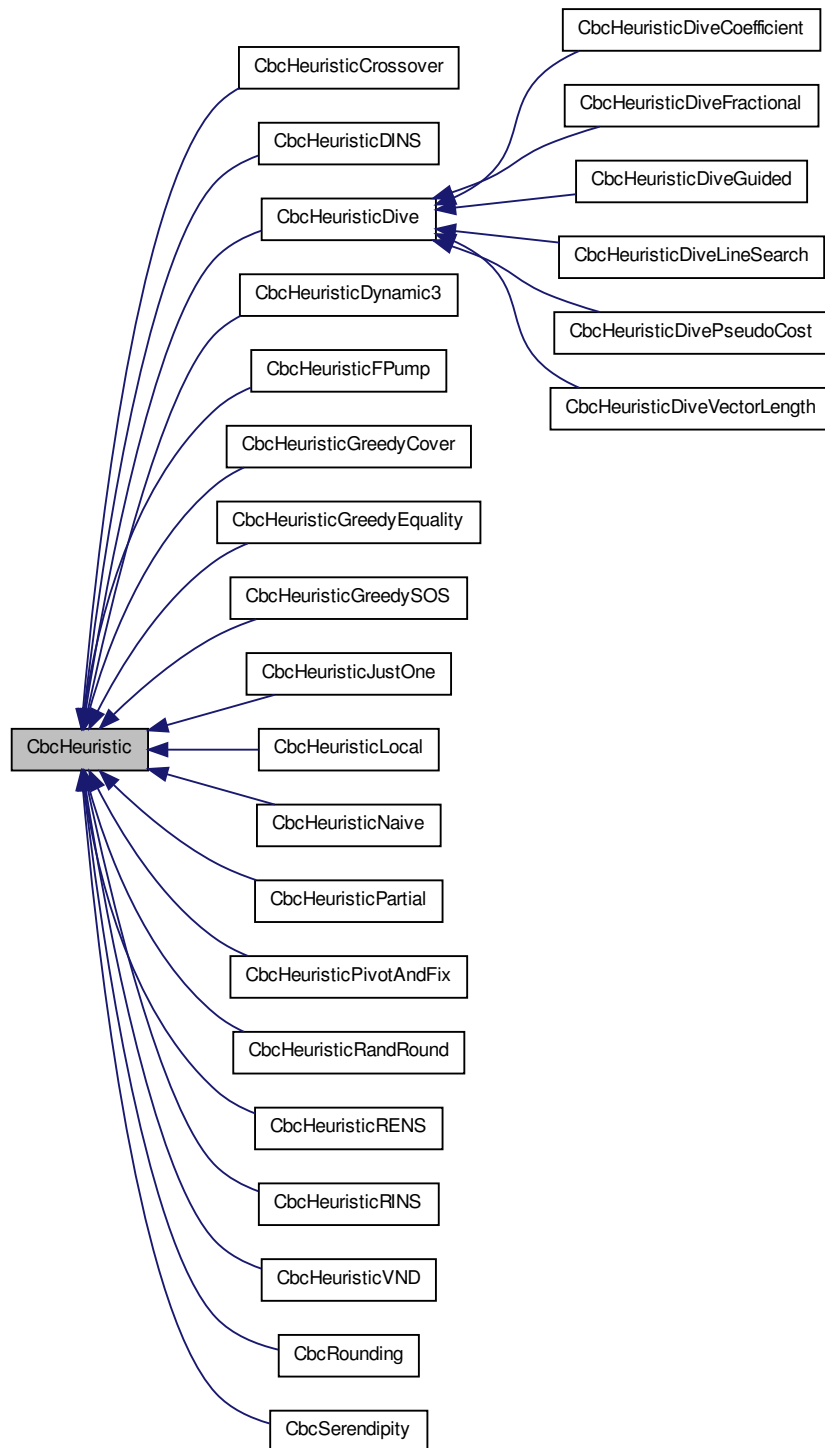 CbcHeuristicDiveCoefficient
CbcHeuristicCrossover
CbcHeuristicDiveFractional
CbcHeuristicDINS
CbcHeuristicDiveGuided
CbcHeuristicDive
CbcHeuristicDiveLineSearch
CbcHeuristicDynamic3
CbcHeuristicDivePseudoCost
CbcHeuristicFPump
CbcHeuristicDiveVectorLength
CbcHeuristicGreedyCover
CbcHeuristicGreedyEquality
CbcHeuristicGreedySOS
CbcHeuristicJustOne
CbcHeuristic
CbcHeuristicLocal
CbcHeuristicNaive
CbcHeuristicPartial
CbcHeuristicPivotAndFix
CbcHeuristicRandRound
CbcHeuristicRENS
CbcHeuristicRINS
CbcHeuristicVND
CbcRounding
CbcSerendipity